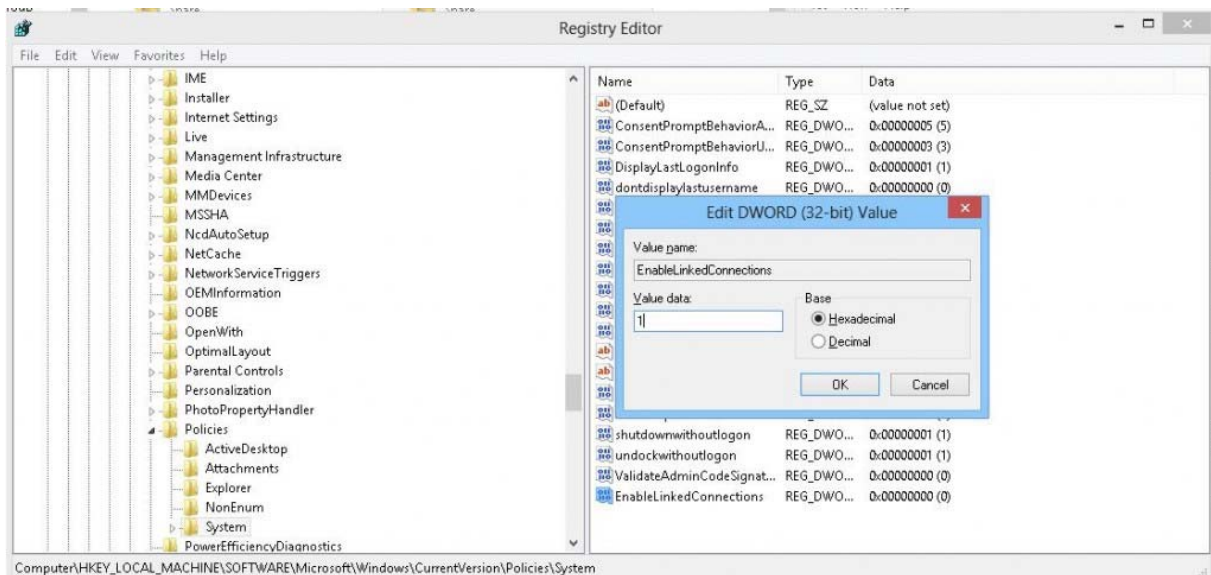 Registry Editor
File Edit View Favorites Help
IME
Installer
Internet Settings
Live
Management Infrastructure
Media Center
MMDevices
MSSHA
NcdAutoSetup
NetCache
NetworkServiceTriggers
OEMInformation
OOBE
OpenWith
OptimalLayout
Parental Controls
Personalization
PhotoPropertyHandler
Policies
ActiveDesktop
Attachments
Explorer
NonEnum
System
PowerEfficiencyDiagnostics
Name Type Data
(Default) REG_SZ (value not set)
ConsentPromptBehaviorA... REG_DWO... 0x00000005 (5)
ConsentPromptBehaviorU... REG_DWO... 0x00000003 (3)
DisplayLastLogonInfo REG_DWO... 0x00000001 (1)
dontdisplaylastusername REG_DWO... 0x00000000 (0)
Edit DWORD (32-bit) Value
Value name:
EnableLinkedConnections
Value data: Base
1 Hexadecimal
Decimal
OK Cancel
shutdownwithoutlogon REG_DWO... 0x00000001 (1)
undockwithoutlogon REG_DWO... 0x00000001 (1)
ValidateAdminCodeSignat... REG_DWO... 0x00000000 (0)
EnableLinkedConnections REG_DWO... 0x00000000 (0)
Computer\HKEY_LOCAL_MACHINE\SOFTWARE\Microsoft\Windows\CurrentVersion\Policies\System